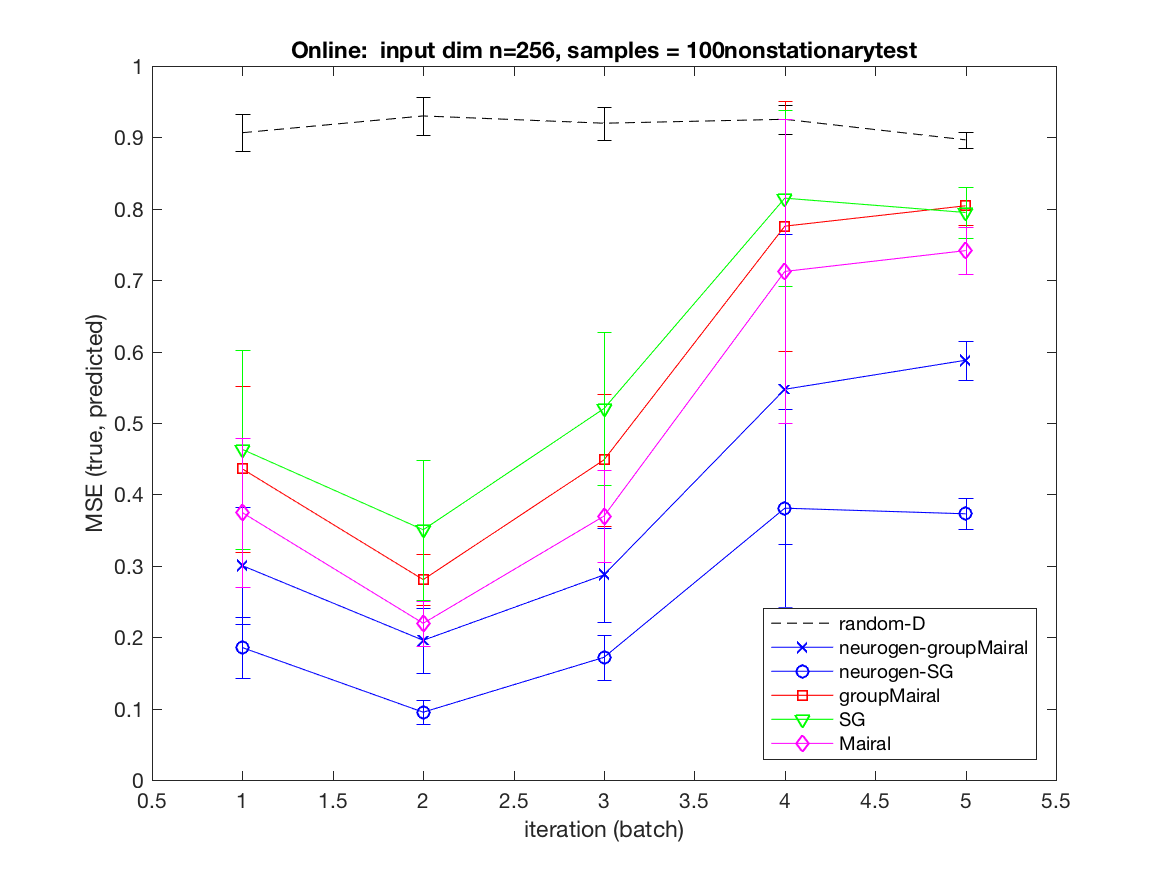 Online:  input dim n=256, samples = 100nonstationarytest
1
0.9
0.8
0.7
0.6
0.5
0.4
0.3
0.2
0.1
0
MSE (true, predicted)
random-D
neurogen-groupMairal
neurogen-SG
groupMairal
SG
Mairal
0.5 1 1.5 2 2.5 3 3.5 4 4.5 5 5.5
iteration (batch)